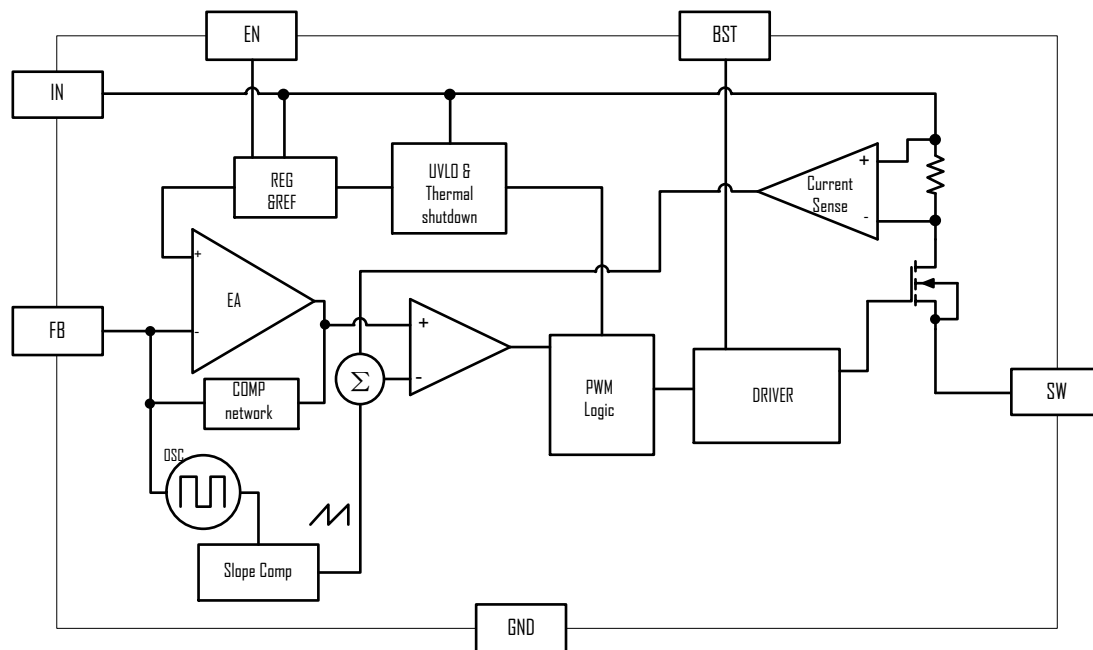 EN
BST
IN
REG
&REF
UVLO &
Thermal
shutdown
+
Current
Sense
-
+
EA
-
FB
+
-
Σ
COMP
network
PWM
Logic
DRIVER
SW
OSC
Slope Comp
GND